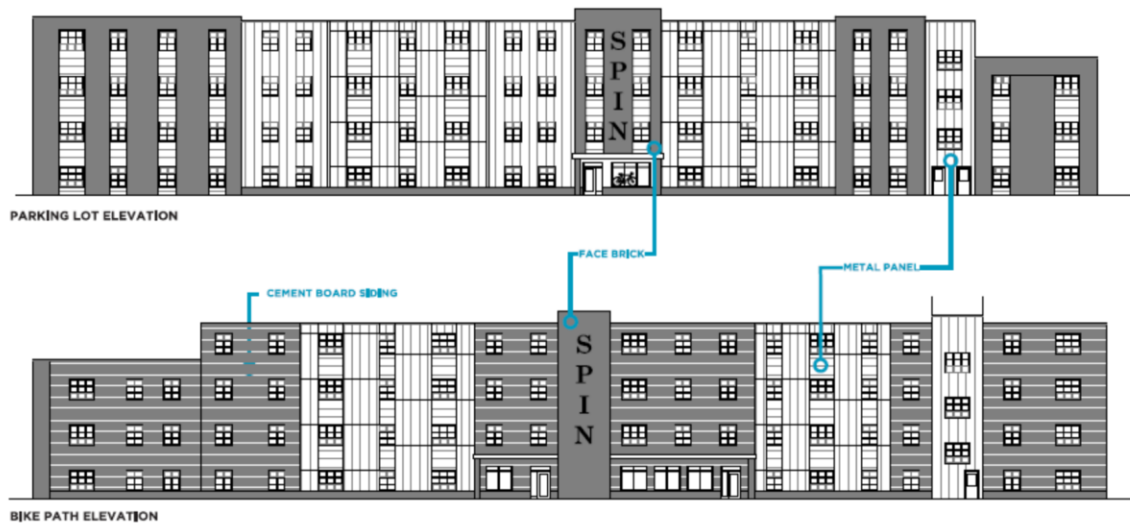 SPIN
PARKING LOT ELEVATION
FACE BRICK
METAL PANEL
CEMENT BOARD SIDING
SPIN
BIKE PATH ELEVATION